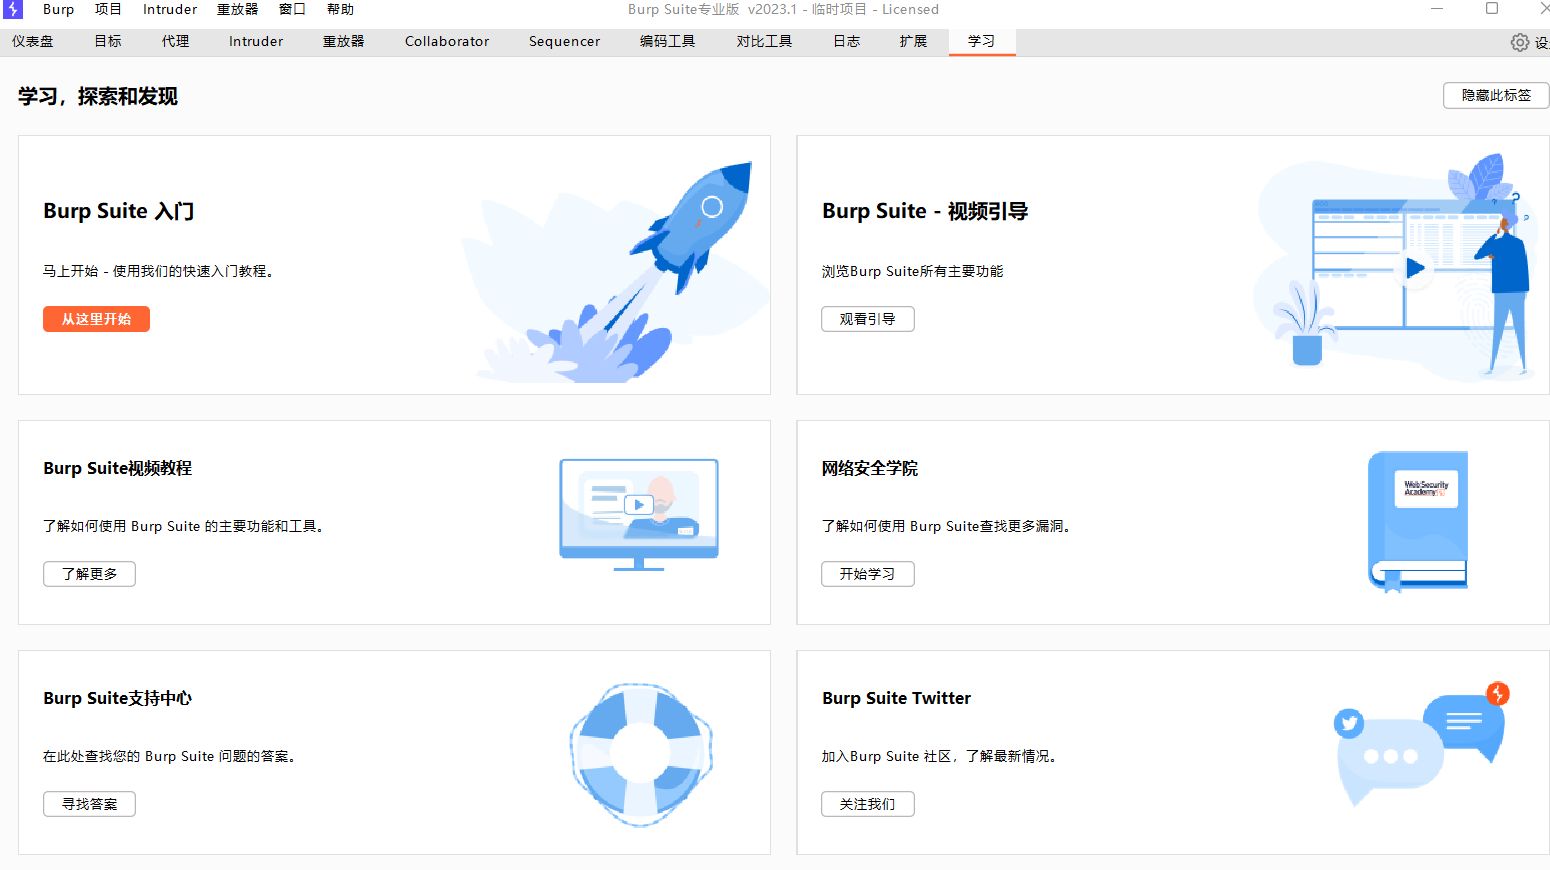 Burp 项目 Intruder 重放器 窗口 帮助 Burp Suite专业版 v2023.1 - 临时项目 - Licensed
仪表盘 目标 代理 Intruder 重放器 Collaborator Sequencer 编码工具 对比工具 日志 扩展 学习 设
学习，探索和发现 隐藏此标签
Burp Suite 入门
马上开始 - 使用我们的快速入门教程。
从这里开始
Burp Suite - 视频引导
浏览Burp Suite所有主要功能
观看引导
Burp Suite视频教程
了解如何使用 Burp Suite 的主要功能和工具。
了解更多
网络安全学院
了解如何使用 Burp Suite查找更多漏洞。
开始学习
WebSecurity
Academy
Burp Suite支持中心
在此处查找您的 Burp Suite 问题的答案。
寻找答案
Burp Suite Twitter
加入Burp Suite 社区，了解最新情况。
关注我们